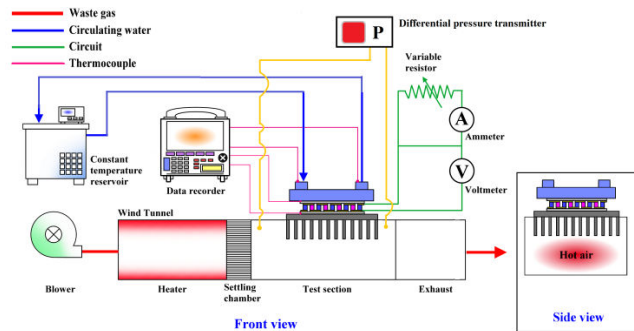 Waste gas
Circulating water
Circuit
Thermocouple
P
Differential pressure transmitter
Variable
resistor
A
Ammeter
V
Voltmeter
Constant
temperature
reservoir
Data recorder
Wind Tunnel
Hot air
Blower
Heater
Settling
chamber
Test section
Exhaust
Front view
Side view